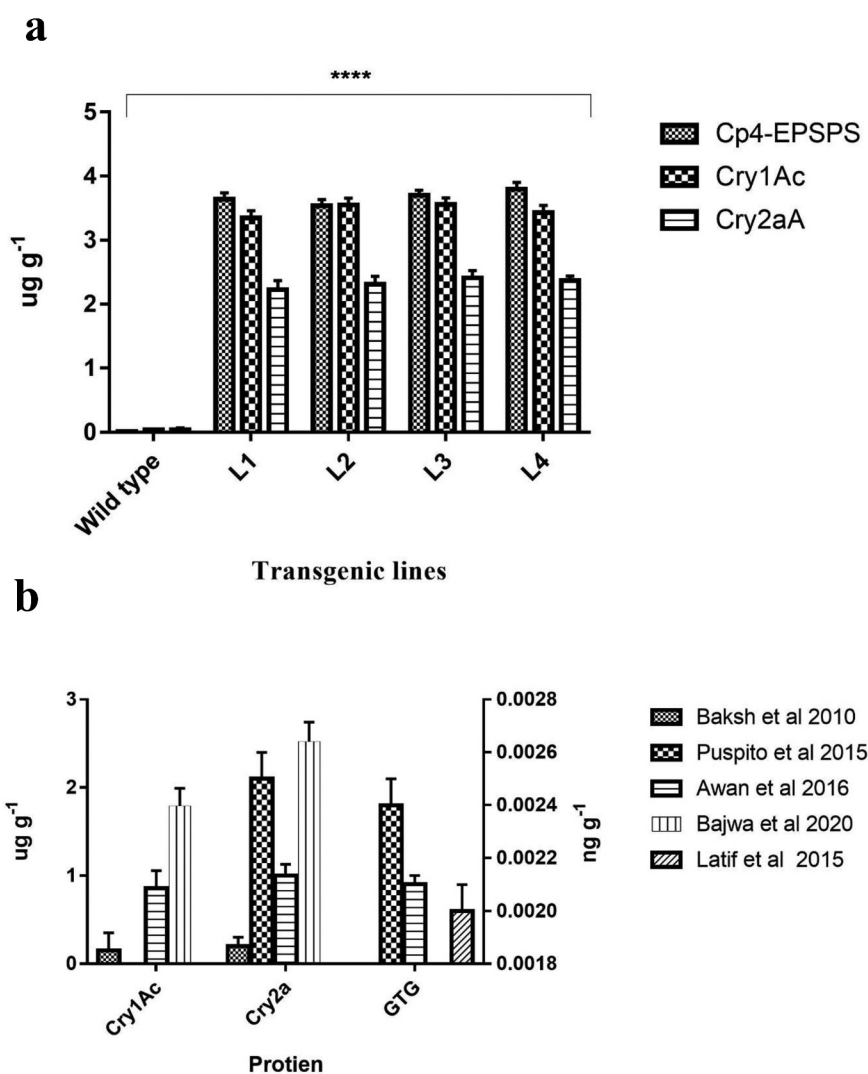 a
****
5
4
3
2
1
0
ug g-1
Wild type
L1
L2
L3
L4
Transgenic lines
Cp4-EPSPS
Cry1Ac
Cry2aA
b
3
2
1
0
ug g-1
0.0028
0.0026
0.0024
0.0022
0.0020
0.0018
ng g-1
Cry1Ac
Cry2a
GTG
Protien
Baksh et al 2010
Puspito et al 2015
Awan et al 2016
Bajwa et al 2020
Latif et al 2015